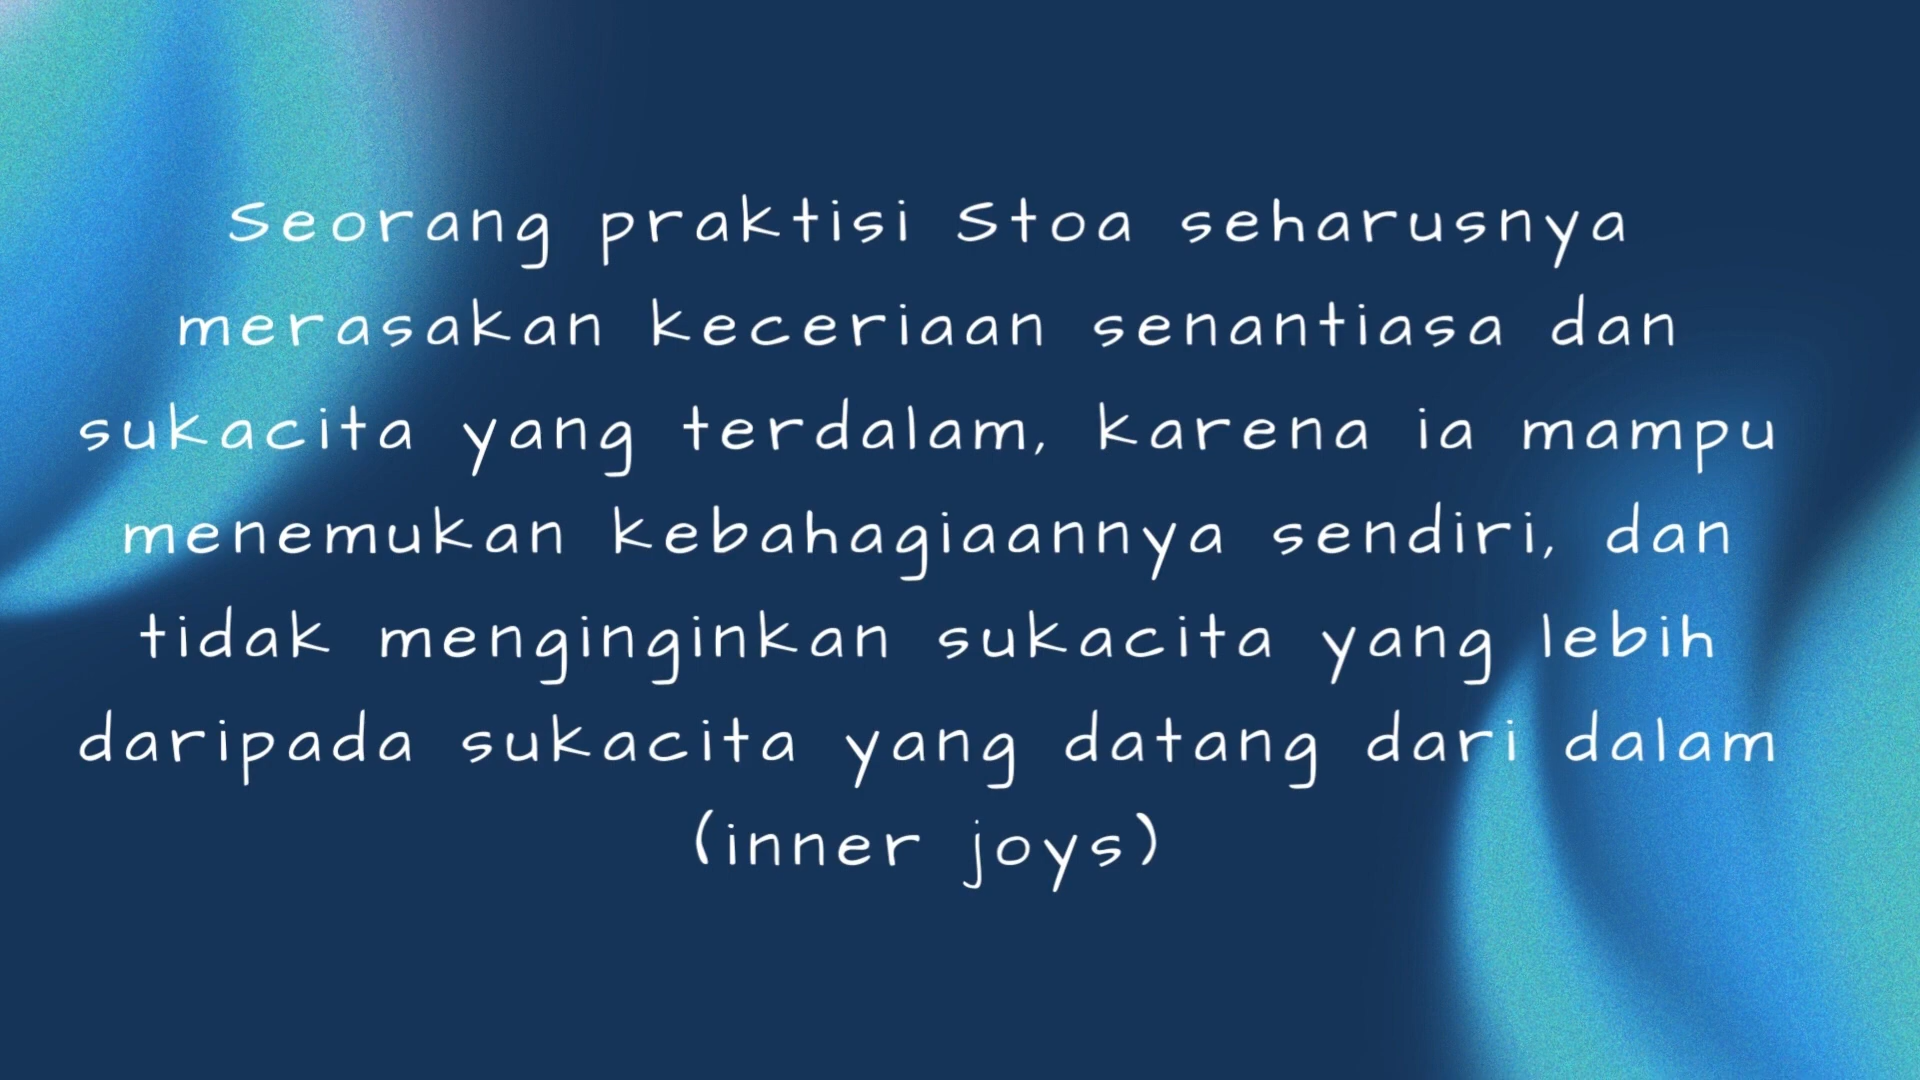 Seorang praktisi Stoa seharusnya
merasakan keceriaan senantiasa dan
sukacita yang terdalam, karena ia mampu
menemukan kebahagiaannya sendiri, dan
tidak menginginkan sukacita yang lebih
daripada sukacita yang datang dari dalam
(inner joys)